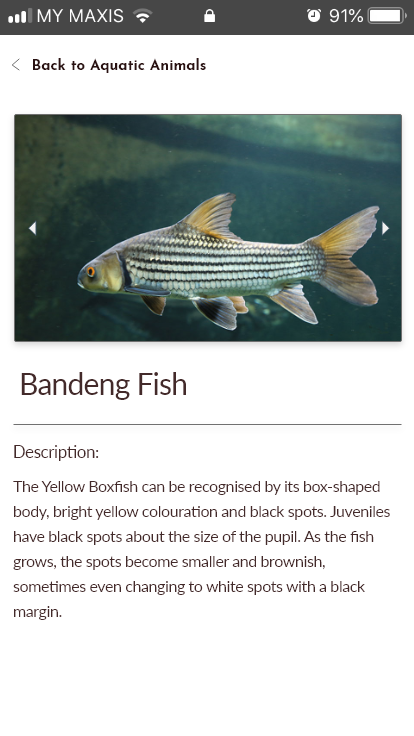 MY MAXIS 91%
Back to Aquatic Animals
Bandeng Fish
Description:
The Yellow Boxfish can be recognised by its box-shaped
body, bright yellow colouration and black spots. Juveniles
have black spots about the size of the pupil. As the fish
grows, the spots become smaller and brownish,
sometimes even changing to white spots with a black
margin.